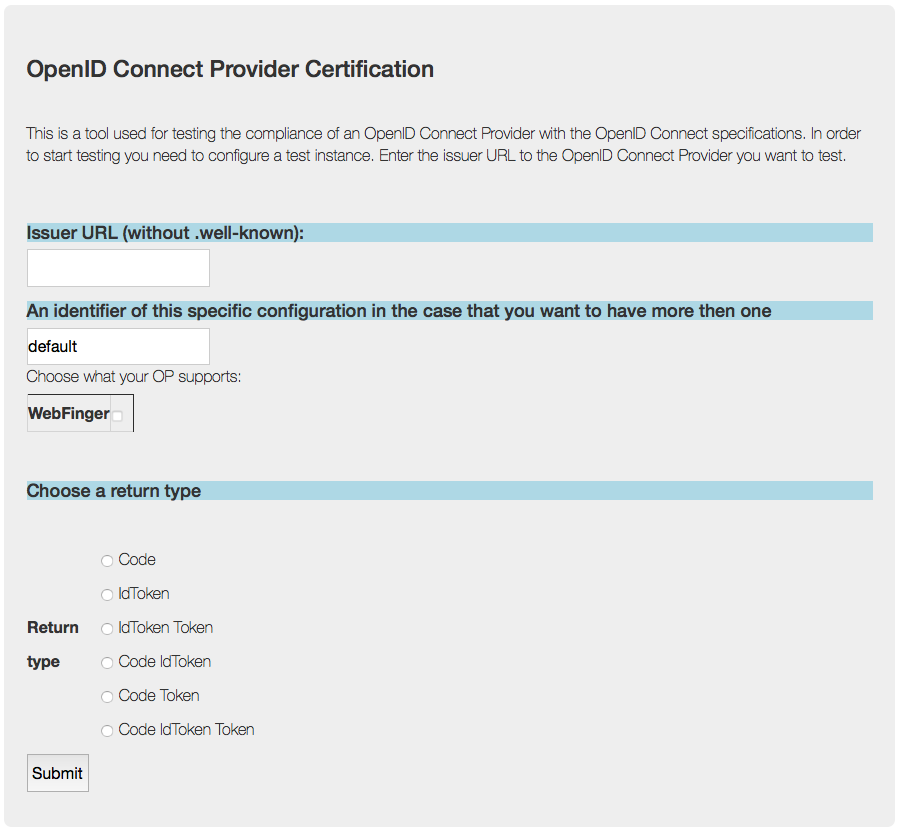 OpenID Connect Provider Certification
This is a tool used for testing the compliance of an OpenID Connect Provider with the OpenID Connect specifications. In order
to start testing you need to configure a test instance. Enter the issuer URL to the OpenID Connect Provider you want to test.
Issuer URL (without .well-known):
An identifier of this specific configuration in the case that you want to have more then one
default
Choose what your OP supports:
WebFinger
Choose a return type
Return
type
Code
IdToken
IdToken Token
Code IdToken
Code Token
Code IdToken Token
Submit